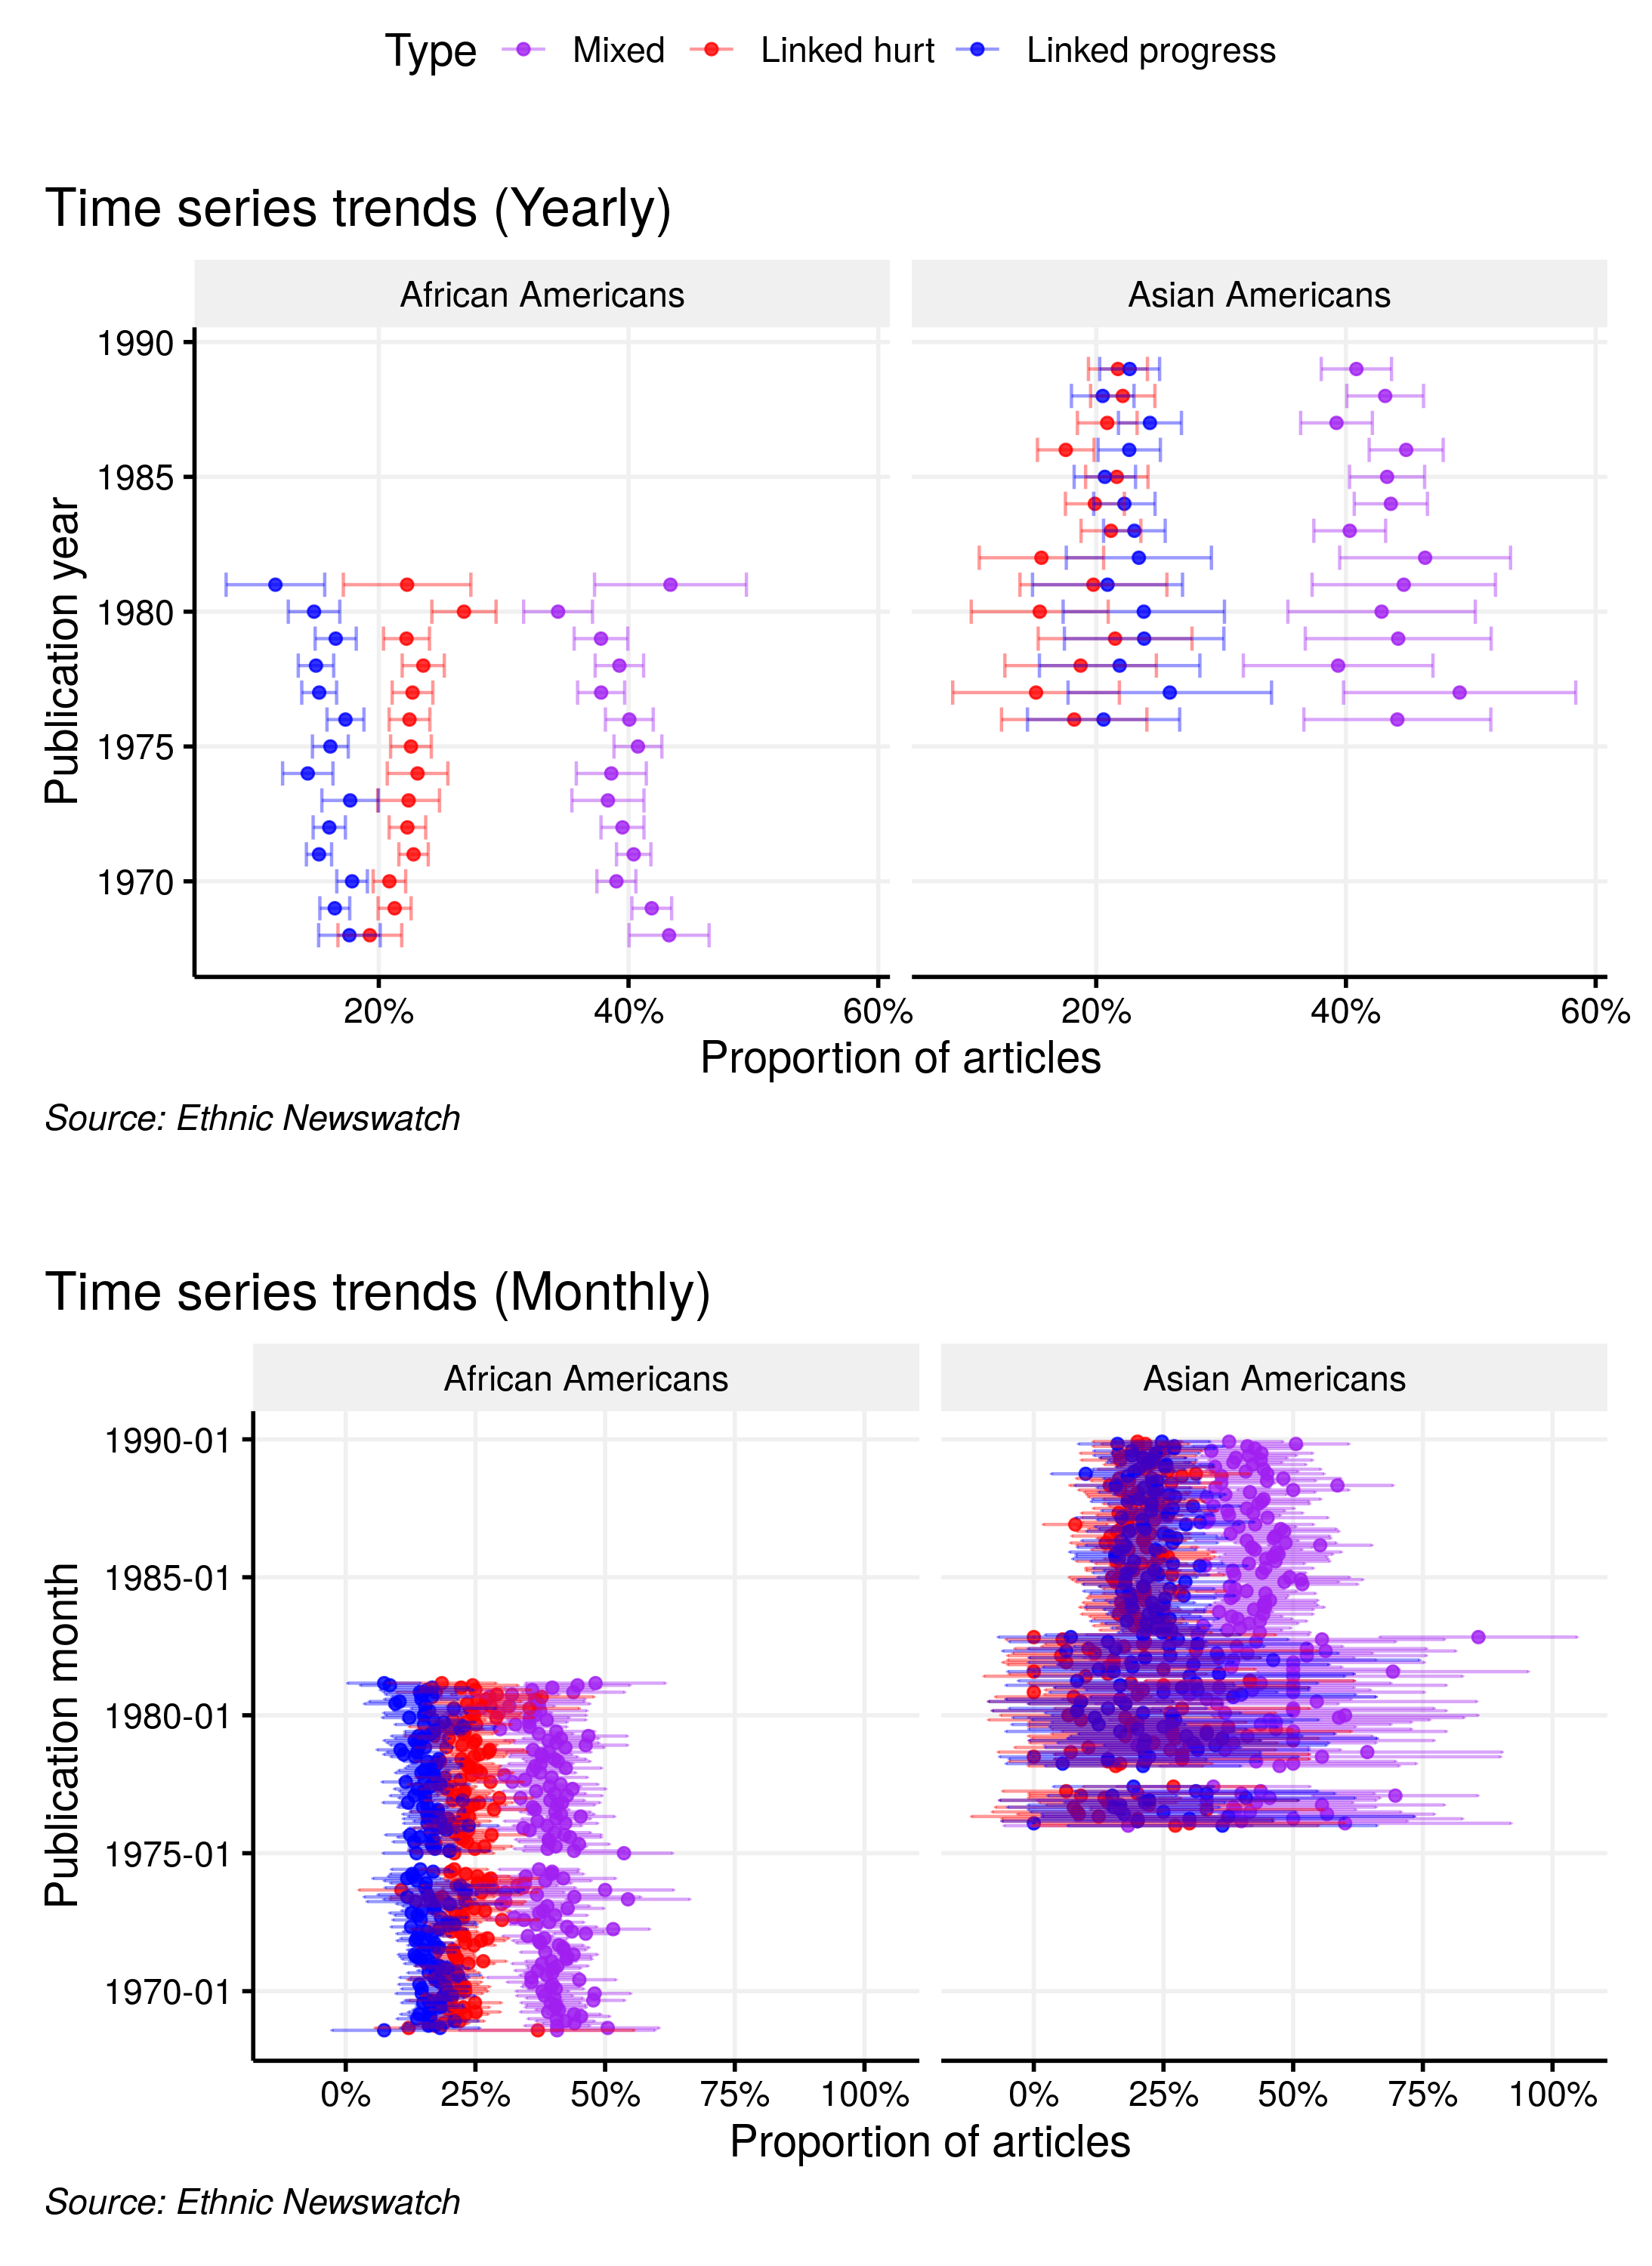 Type Mixed Linked hurt Linked progress
Time series trends (Yearly)
African Americans Asian Americans
1990
1985
1980
1975
1970
Publication year
20% 40% 60% 20% 40% 60%
Proportion of articles
Source: Ethnic Newswatch
Time series trends (Monthly)
African Americans Asian Americans
1990-01
1985-01
1980-01
1975-01
1970-01
Publication month
0% 25% 50% 75% 100% 0% 25% 50% 75% 100%
Proportion of articles
Source: Ethnic Newswatch